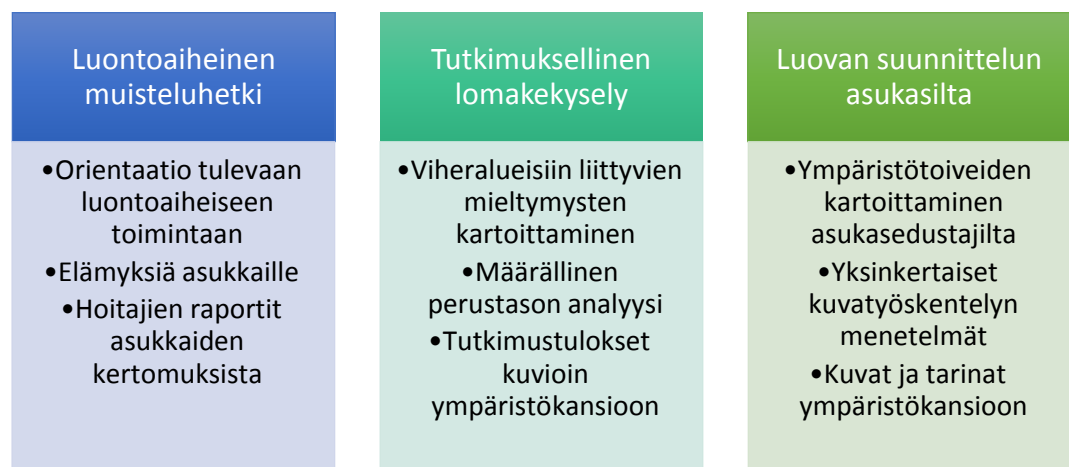 Luontoaiheinen
muisteluhetki
•Orientaatio tulevaan
luontoaiheiseen
toimintaan
•Elämyksiä asukkaille
•Hoitajien raportit
asukkaiden
kertomuksista
Tutkimuksellinen
lomakekysely
•Viheralueisiin liittyvien
mieltymysten
kartoittaminen
•Määrällinen
perustason analyysi
•Tutkimustulokset
kuvioin
ympäristökansioon
Luovan suunnittelun
asukasilta
•Ympäristötoiveiden
kartoittaminen
asukasedustajilta
•Yksinkertaiset
kuvatyöskentelyn
menetelmät
•Kuvat ja tarinat
ympäristökansioon